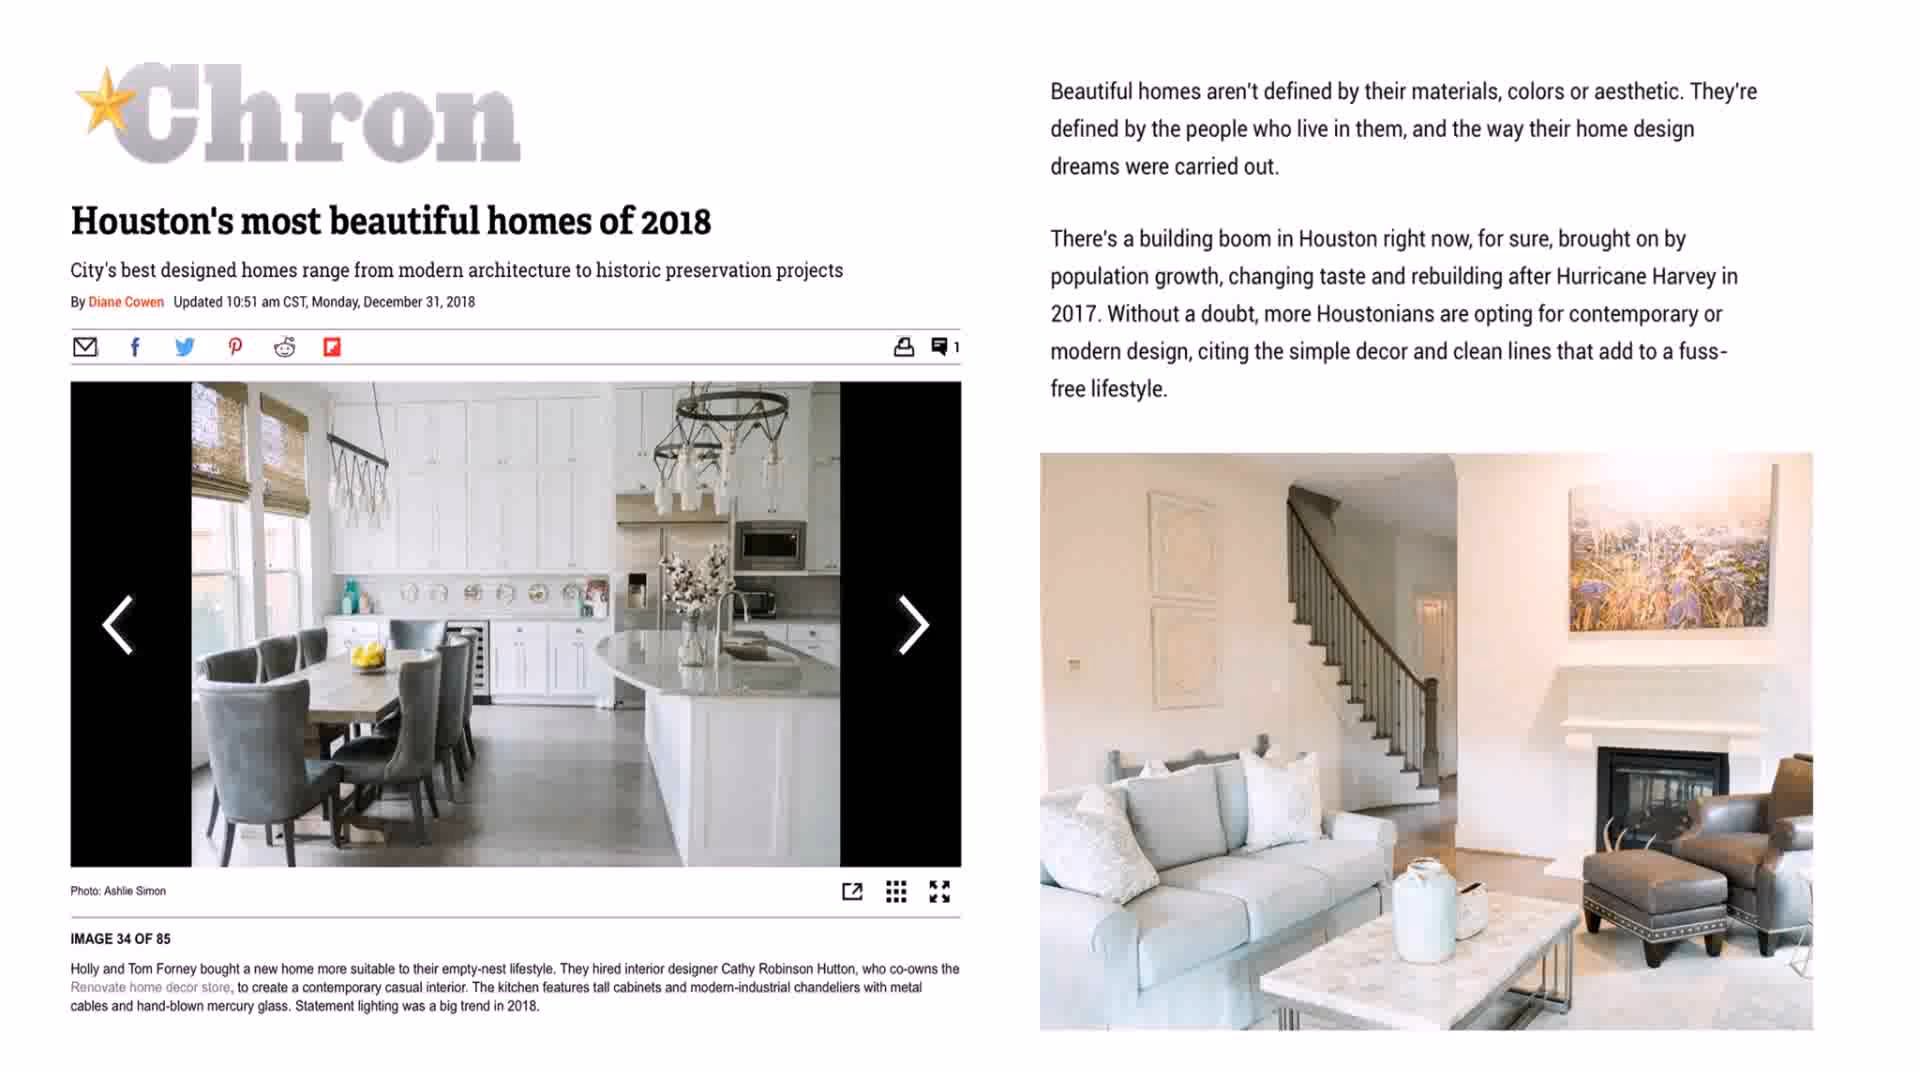 Chron
Houston's most beautiful homes of 2018
City's best designed homes range from modern architecture to historic preservation projects
By Diane Cowen Updated 10:51 am CST, Monday, December 31, 2018
1
Photo: Ashlie Simon
IMAGE 34 OF 85
Holly and Tom Forney bought a new home more suitable to their empty-nest lifestyle. They hired interior designer Cathy Robinson Hutton, who co-owns the
Renovate home decor store, to create a contemporary casual interior. The kitchen features tall cabinets and modern-industrial chandeliers with metal
cables and hand-blown mercury glass. Statement lighting was a big trend in 2018.
Beautiful homes aren't defined by their materials, colors or aesthetic. They're
defined by the people who live in them, and the way their home design
dreams were carried out.
There's a building boom in Houston right now, for sure, brought on by
population growth, changing taste and rebuilding after Hurricane Harvey in
2017. Without a doubt, more Houstonians are opting for contemporary or
modern design, citing the simple decor and clean lines that add to a fuss-
free lifestyle.